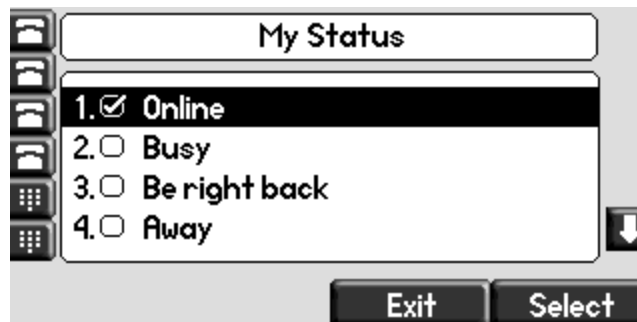 My Status
1. Online
2. Busy
3. Be right back
4. Away
Exit Select